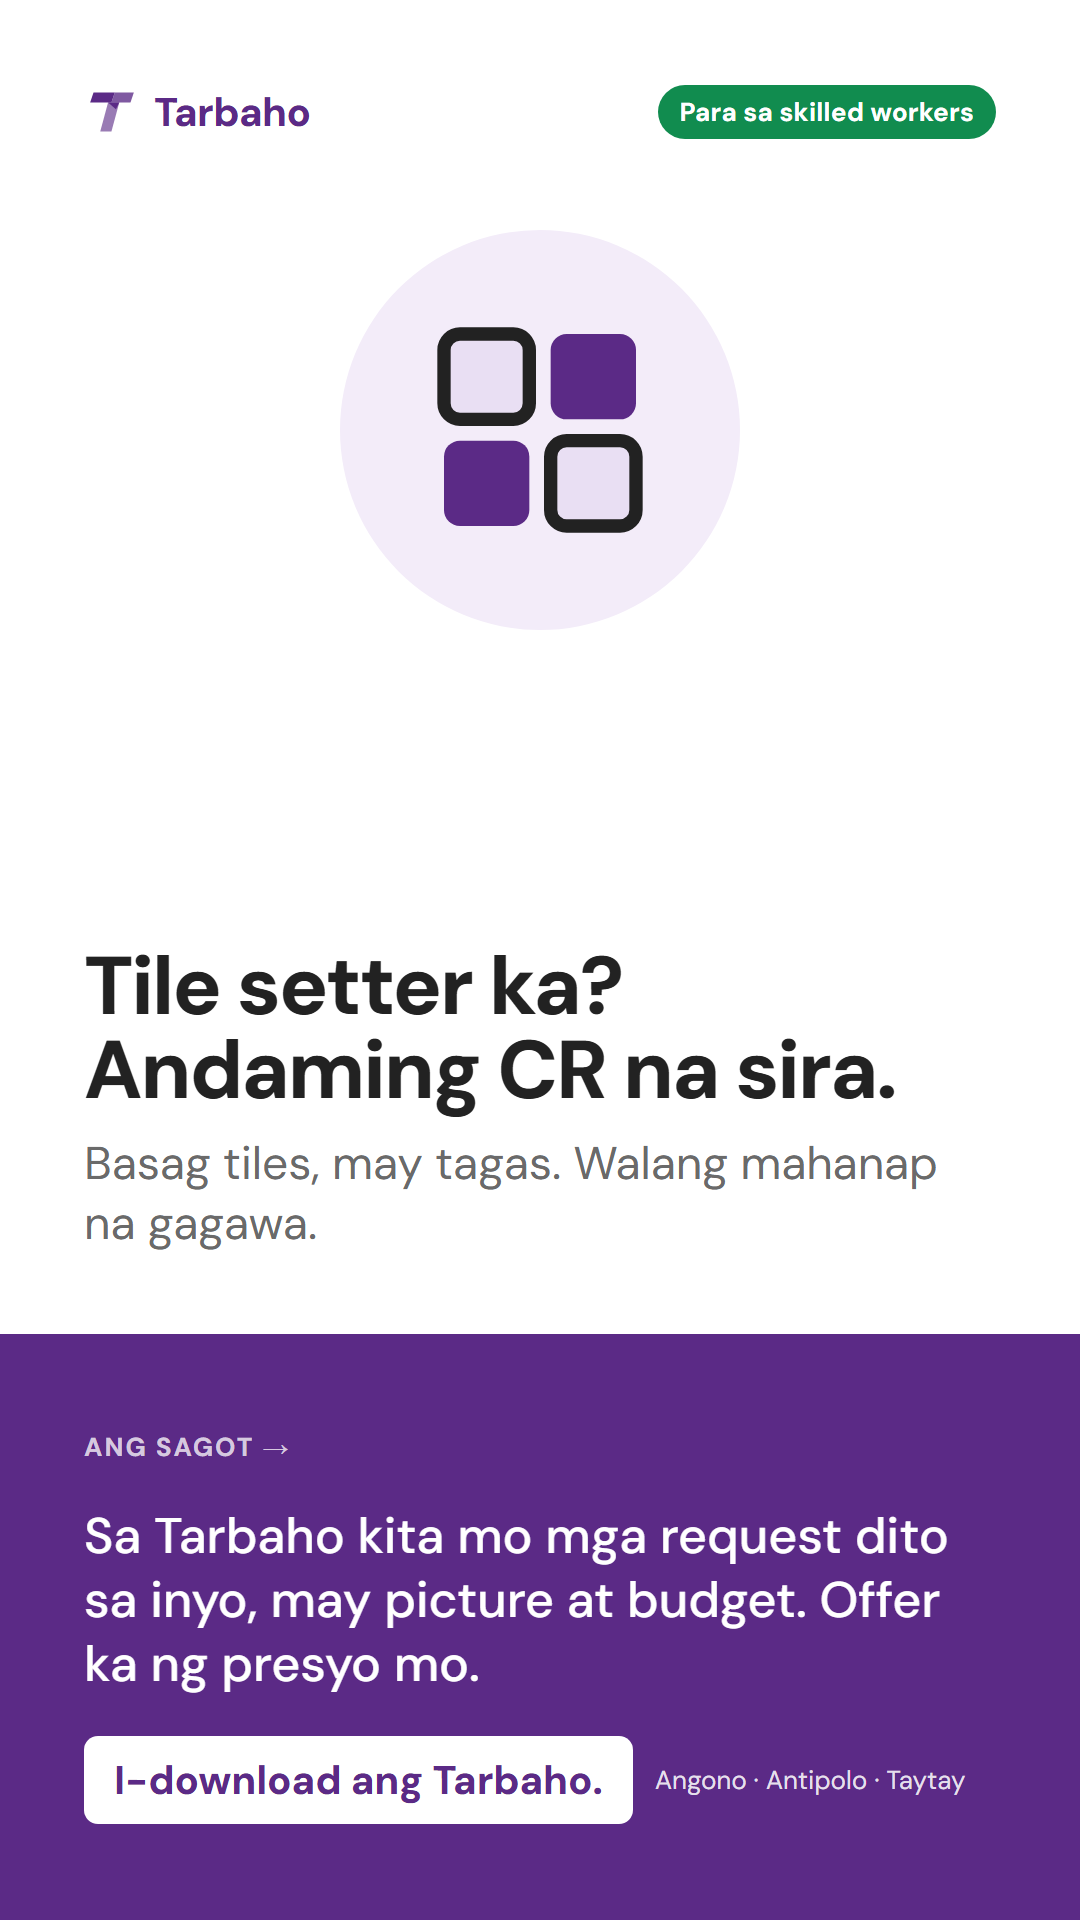 Tarbaho
Para sa skilled workers
Tile setter ka?
Andaming CR na sira.
Basag tiles, may tagas. Walang mahanap
na gagawa.
ANG SAGOT →
Sa Tarbaho kita mo mga request dito
sa inyo, may picture at budget. Offer
ka ng presyo mo.
I-download ang Tarbaho.
Angono · Antipolo · Taytay